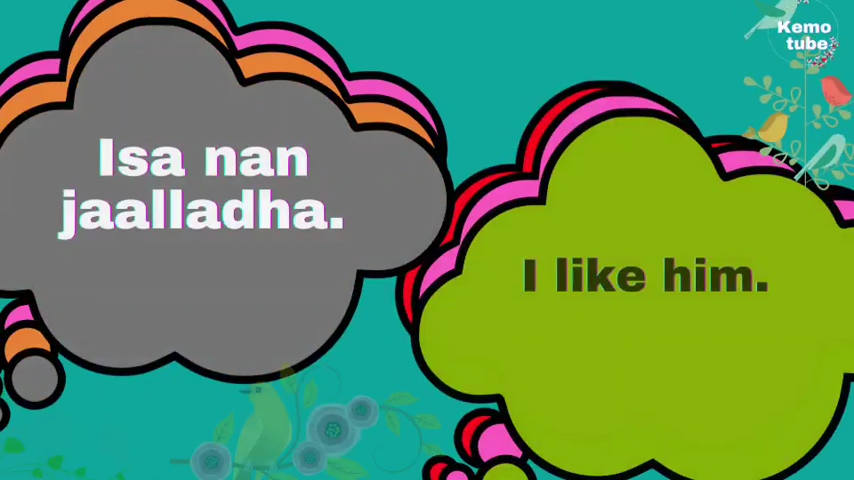 Kemo
tube
Isa nan
jaalladha.
I like him.